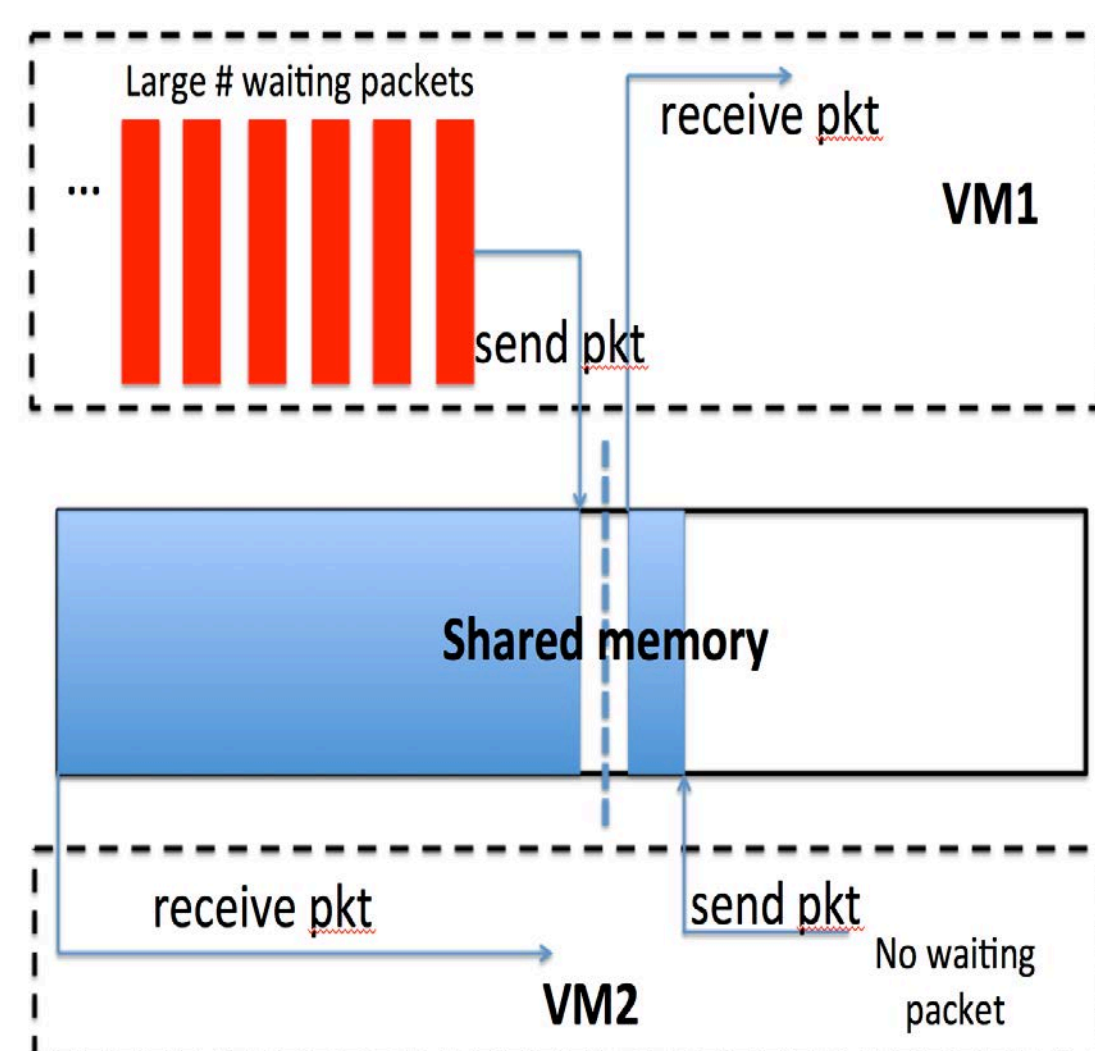 Large # waiting packets
receive pkt
...
VM1
send pkt
Shared memory
receive pkt
send pkt
No waiting
packet
VM2